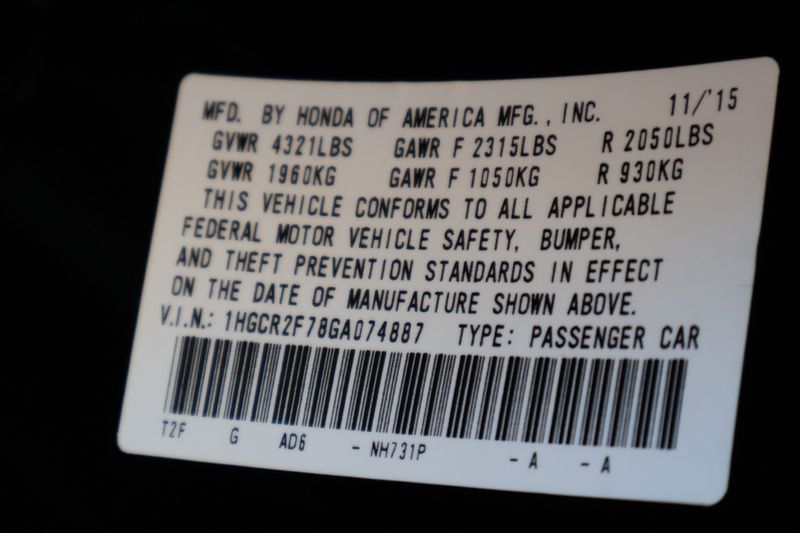 MFD. BY HONDA OF AMERICA MFG., INC. 11/'15
GVWR 4321LBS GAWR F 2315LBS R 2050LBS
GVWR 1960KG GAWR F 1050KG R 930KG
THIS VEHICLE CONFORMS TO ALL APPLICABLE
FEDERAL MOTOR VEHICLE SAFETY, BUMPER,
AND THEFT PREVENTION STANDARDS IN EFFECT
ON THE DATE OF MANUFACTURE SHOWN ABOVE.
V.I.N.: 1HGCR2F78GA074887 TYPE: PASSENGER CAR
T2F G AD6 - NH731P - A - A